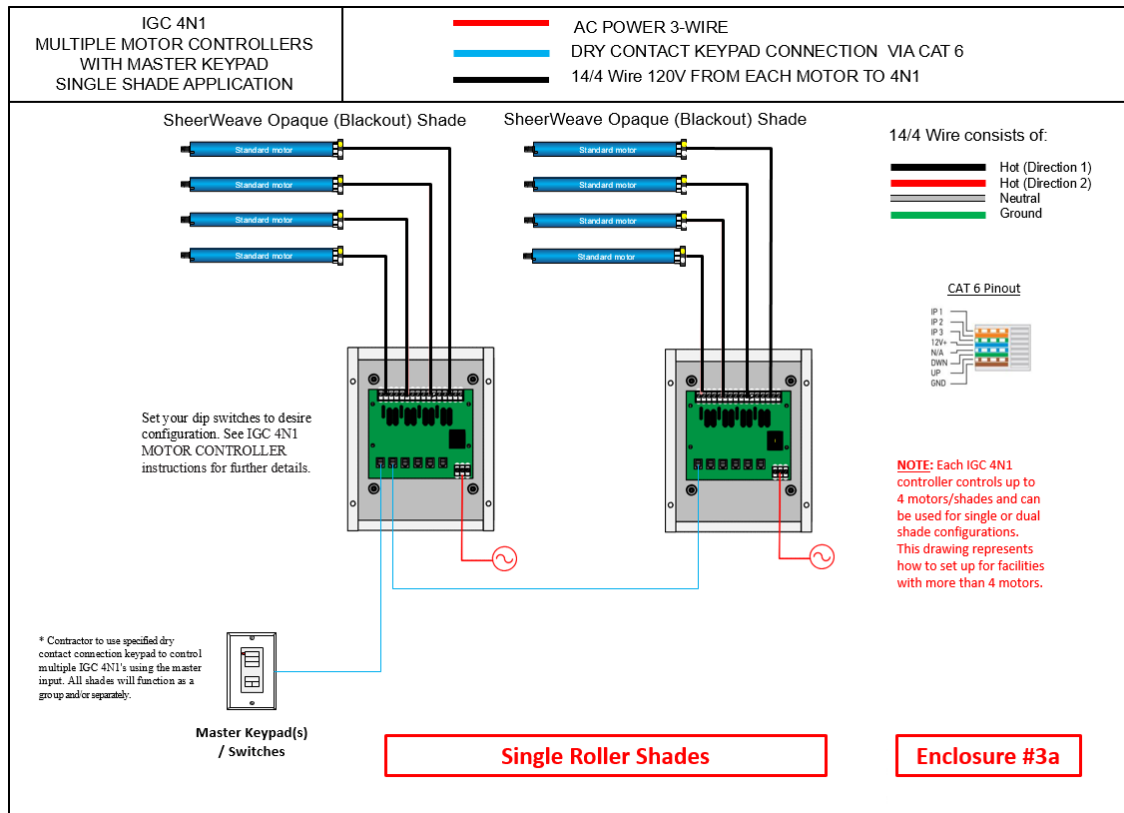 IGC 4N1
MULTIPLE MOTOR CONTROLLERS
WITH MASTER KEYPAD
SINGLE SHADE APPLICATION
AC POWER 3-WIRE
DRY CONTACT KEYPAD CONNECTION VIA CAT 6
14/4 Wire 120V FROM EACH MOTOR TO 4N1
SheerWeave Opaque (Blackout) Shade
Standard motor
Standard motor
Standard motor
Standard motor
SheerWeave Opaque (Blackout) Shade
Standard motor
Standard motor
Standard motor
Standard motor
14/4 Wire consists of:
Hot (Direction 1)
Hot (Direction 2)
Neutral
Ground
CAT 6 Pinout
IP 1
IP 2
IP 3
12V+
N/A
DWN
UP
GND
Set your dip switches to desire
configuration. See IGC 4N1
MOTOR CONTROLLER
instructions for further details.
NOTE: Each IGC 4N1
controller controls up to
4 motors/shades and can
be used for single or dual
shade configurations.
This drawing represents
how to set up for facilities
with more than 4 motors.
* Contractor to use specified dry
contact connection keypad to control
multiple IGC 4N1's using the master
input. All shades will function as a
group and/or separately.
Master Keypad(s)
/ Switches
Single Roller Shades
Enclosure #3a